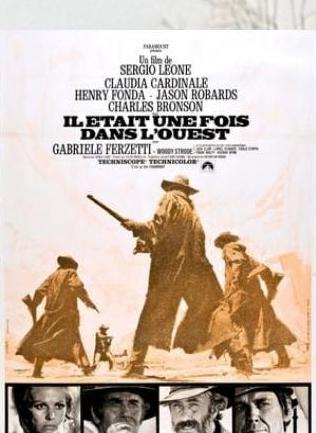 PARAMOUNT
Un film de
SERGIO LEONE
CLAUDIA CARDINALE
HENRY FONDA - JASON ROBARDS
CHARLES BRONSON
IL ETAIT UNE FOIS
DANS L'OUEST
GABRIELE FERZETTI - WOODY STRODE
TECHNISCOPE TECHNICOLOR